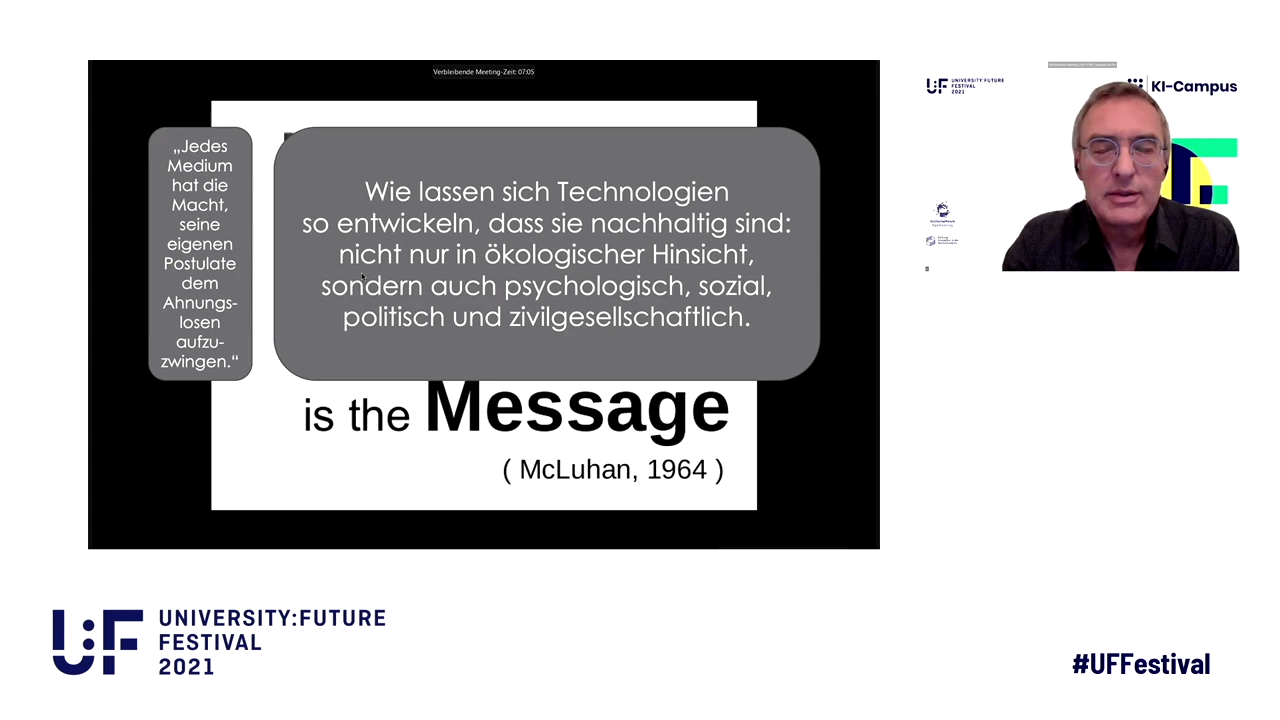 Verbleibende Meeting-Zeit: 07:05
„Jedes
Medium
hat die
Macht,
seine
eigenen
Postulate
dem
Ahnungs-
losen
aufzu-
zwingen.“
Wie lassen sich Technologien
so entwickeln, dass sie nachhaltig sind:
nicht nur in ökologischer Hinsicht,
sondern auch psychologisch, sozial,
politisch und zivilgesellschaftlich.
is the Message
( McLuhan, 1964 )
U:F UNIVERSITY:FUTURE
FESTIVAL
2021
KI-Campus
U:F UNIVERSITY:FUTURE
FESTIVAL
2021
#UFFestival